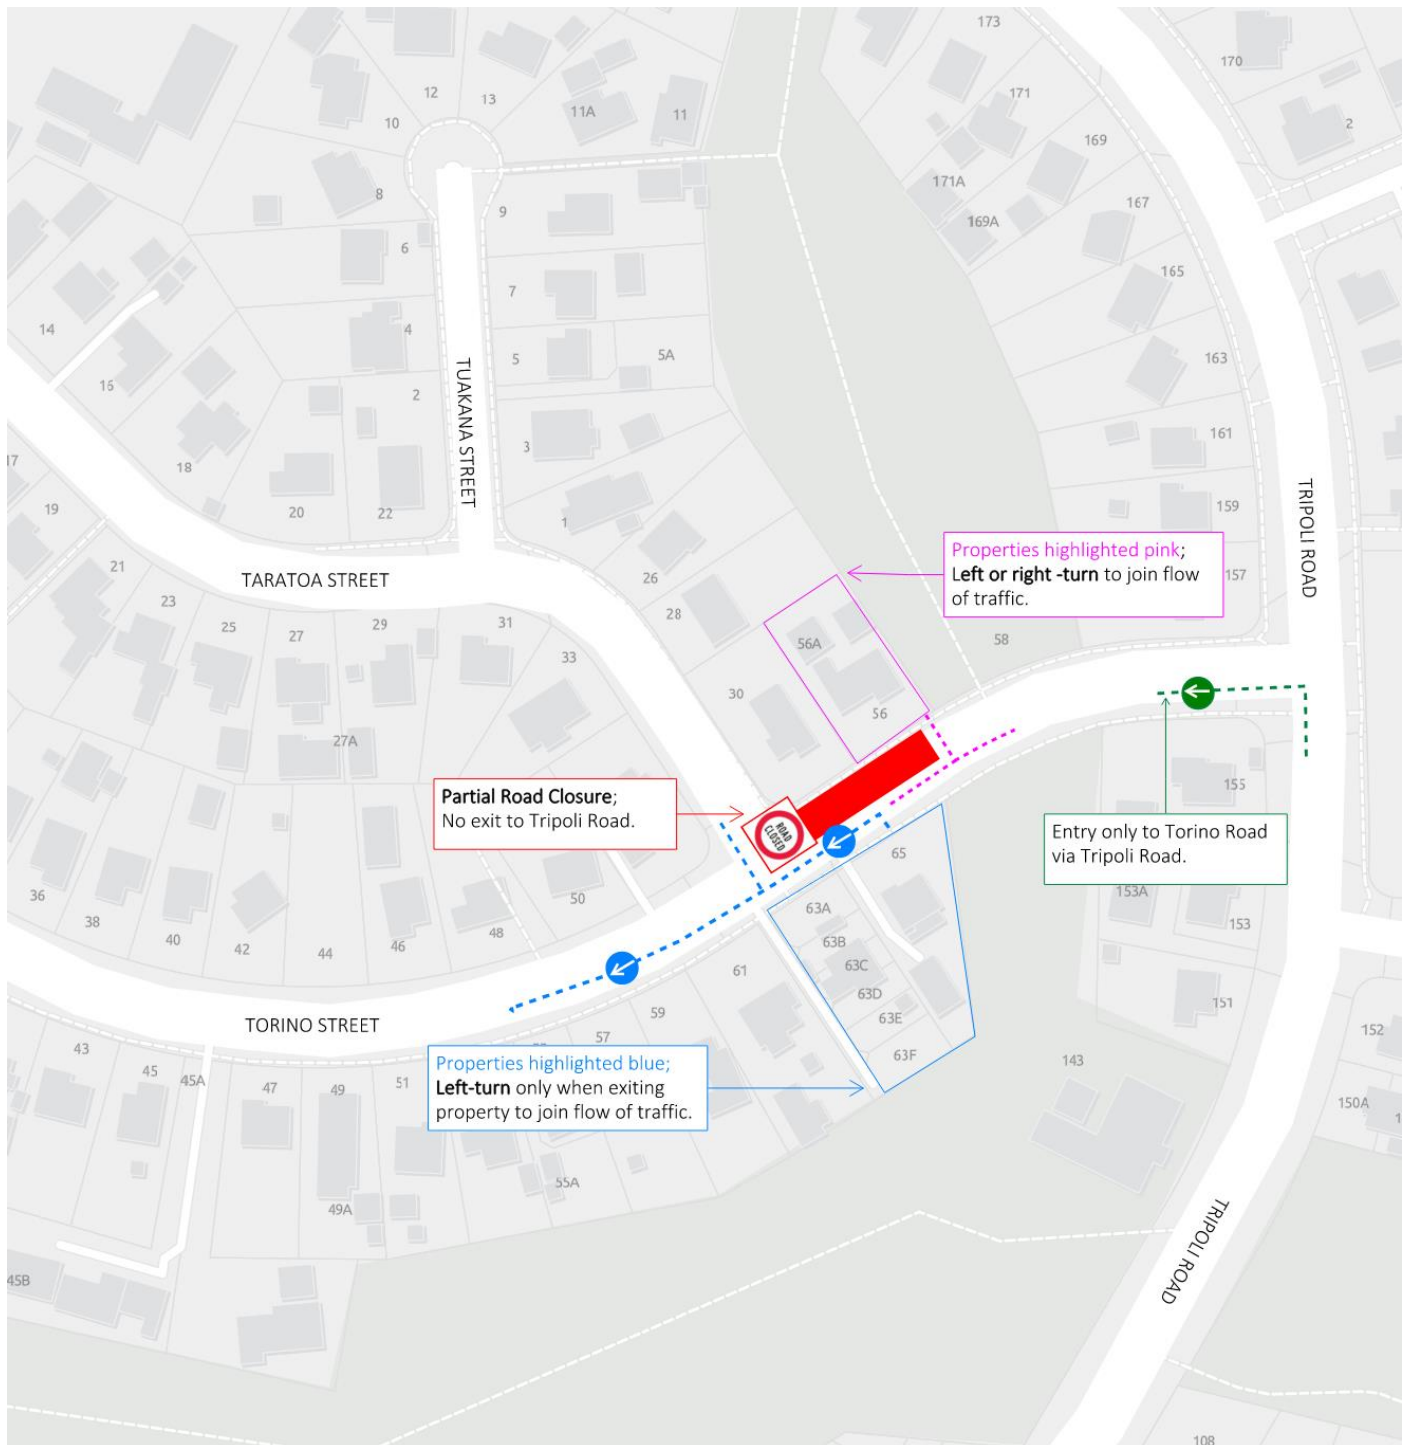 173
170
12
13
11A
11
10
171
2
169
8
171A
9
169A
167
6
165
7
14
4
5
5A
163
16
2
TUAKANA STREET
3
161
17
18
TRIPOLI ROAD
19
20
22
1
159
Properties highlighted pink;
Left or right -turn to join flow
of traffic.
157
21
TARATOA STREET
26
23
28
25
27
29
31
33
58
56A
30
56
27A
155
Partial Road Closure;
No exit to Tripoli Road.
ROAD
CLOSED
Entry only to Torino Road
via Tripoli Road.
65
36
38
40
42
44
46
48
50
63A
153A
153
63B
63C
61
63D
63E
63F
151
59
57
TORINO STREET
152
43
45
45A
47
49
51
Properties highlighted blue;
Left-turn only when exiting
property to join flow of traffic.
143
150A
55A
49A
TRIPOLI ROAD
45B
108